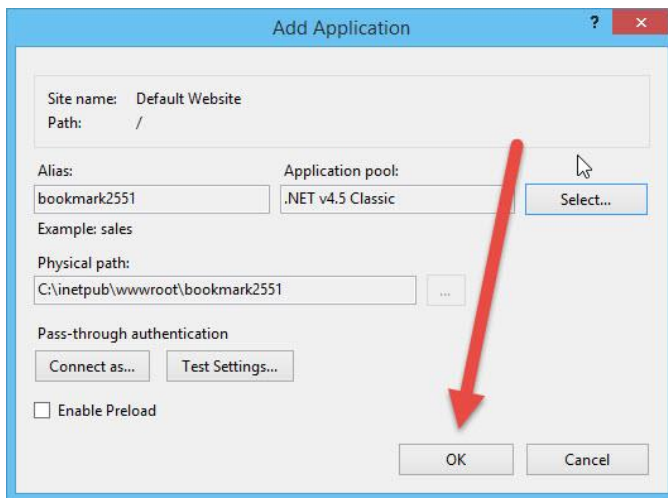 Add Application
?
Site name: Default Website
Path: /
Alias:
Application pool:
bookmark2551
.NET v4.5 Classic
Select...
Example: sales
Physical path:
C:\inetpub\wwwroot\bookmark2551
...
Pass-through authentication
Connect as...
Test Settings...
Enable Preload
OK
Cancel